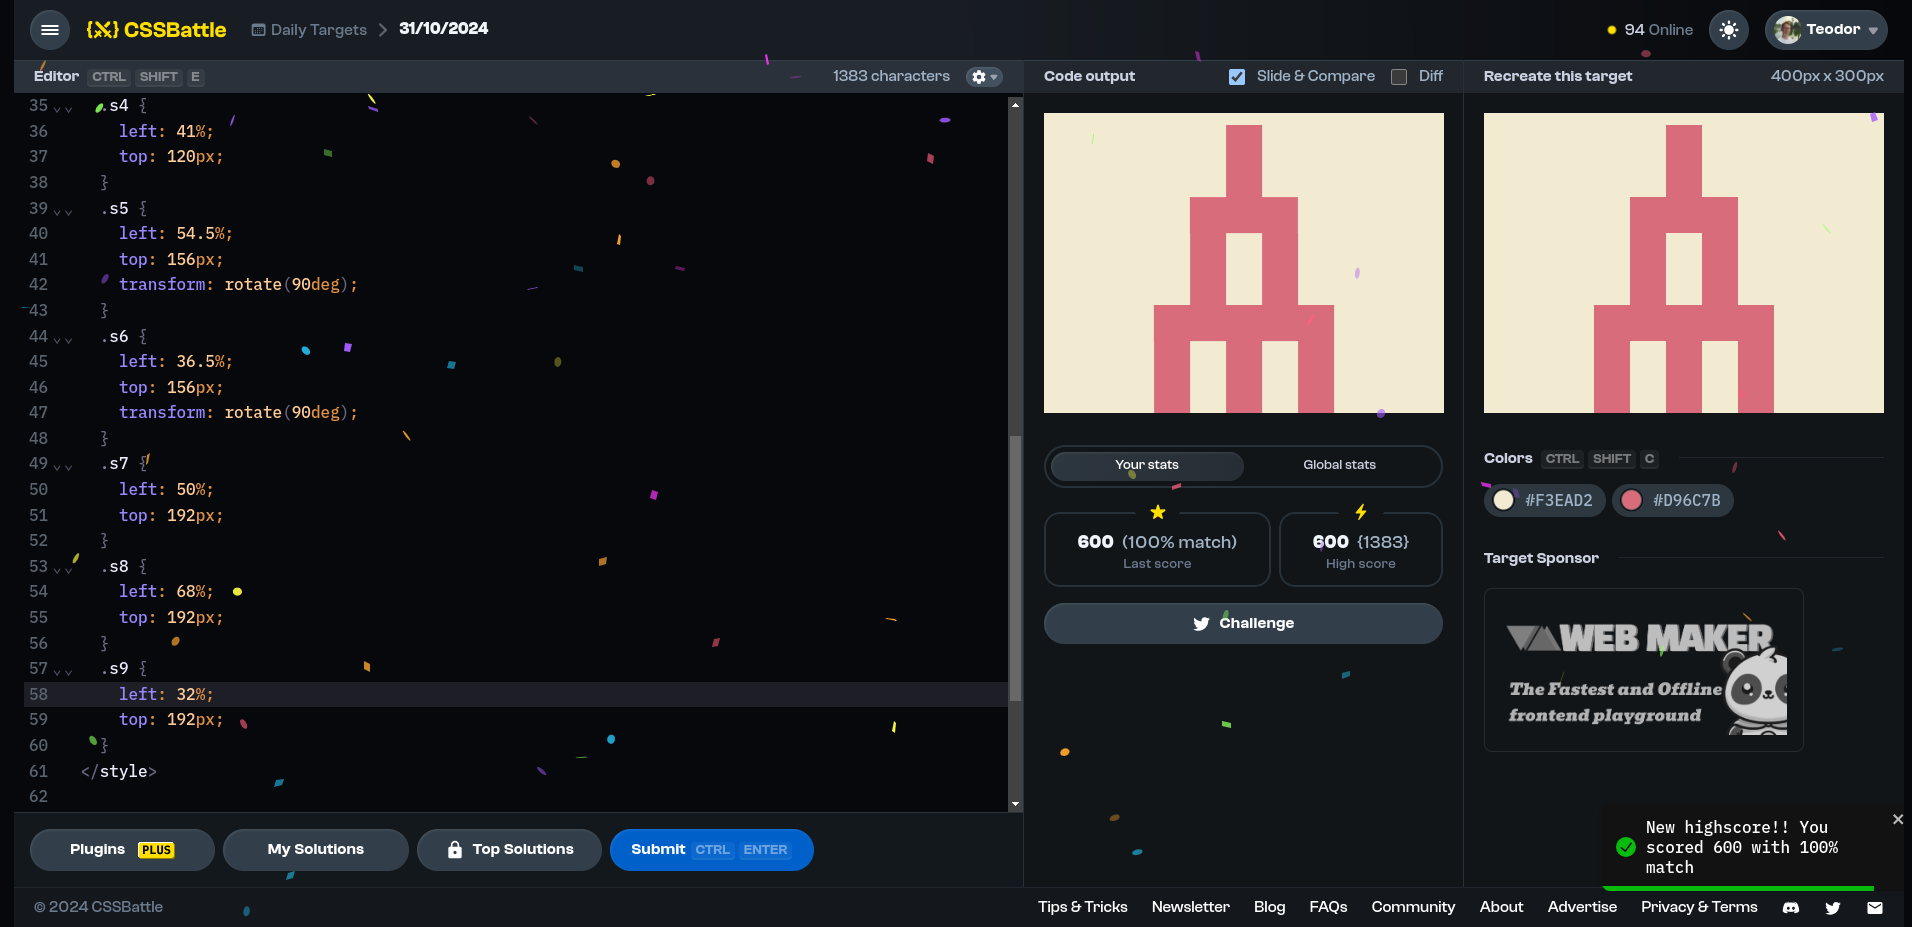 CSSBattle
Daily Targets
31/10/2024
94 Online
Teodor
Editor CTRL SHIFT E
1383 characters
Code output
Slide & Compare
Diff
Recreate this target
400px x 300px
35 .s4 {
36 left: 41%;
37 top: 120px;
38 }
39 .s5 {
40 left: 54.5%;
41 top: 156px;
42 transform: rotate(90deg);
43 }
44 .s6 {
45 left: 36.5%;
46 top: 156px;
47 transform: rotate(90deg);
48 }
49 .s7 {
50 left: 50%;
51 top: 192px;
52 }
53 .s8 {
54 left: 68%;
55 top: 192px;
56 }
57 .s9 {
58 left: 32%;
59 top: 192px;
60 }
61 </style>
62
Plugins PLUS
My Solutions
Top Solutions
Submit CTRL ENTER
Your stats
Global stats
600 (100% match)
Last score
600 {1383}
High score
Challenge
Colors CTRL SHIFT C
#F3EAD2
#D96C7B
Target Sponsor
WEB MAKER
The Fastest and Offline
frontend playground
New highscore!! You
scored 600 with 100%
match
© 2024 CSSBattle
Tips & Tricks
Newsletter
Blog
FAQs
Community
About
Advertise
Privacy & Terms